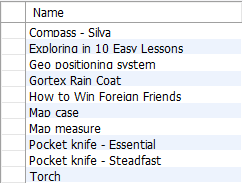 Name
Compass - Silva
Exploring in 10 Easy Lessons
Geo positioning system
Gortex Rain Coat
How to Win Foreign Friends
Map case
Map measure
Pocket knife - Essential
Pocket knife - Steadfast
Torch